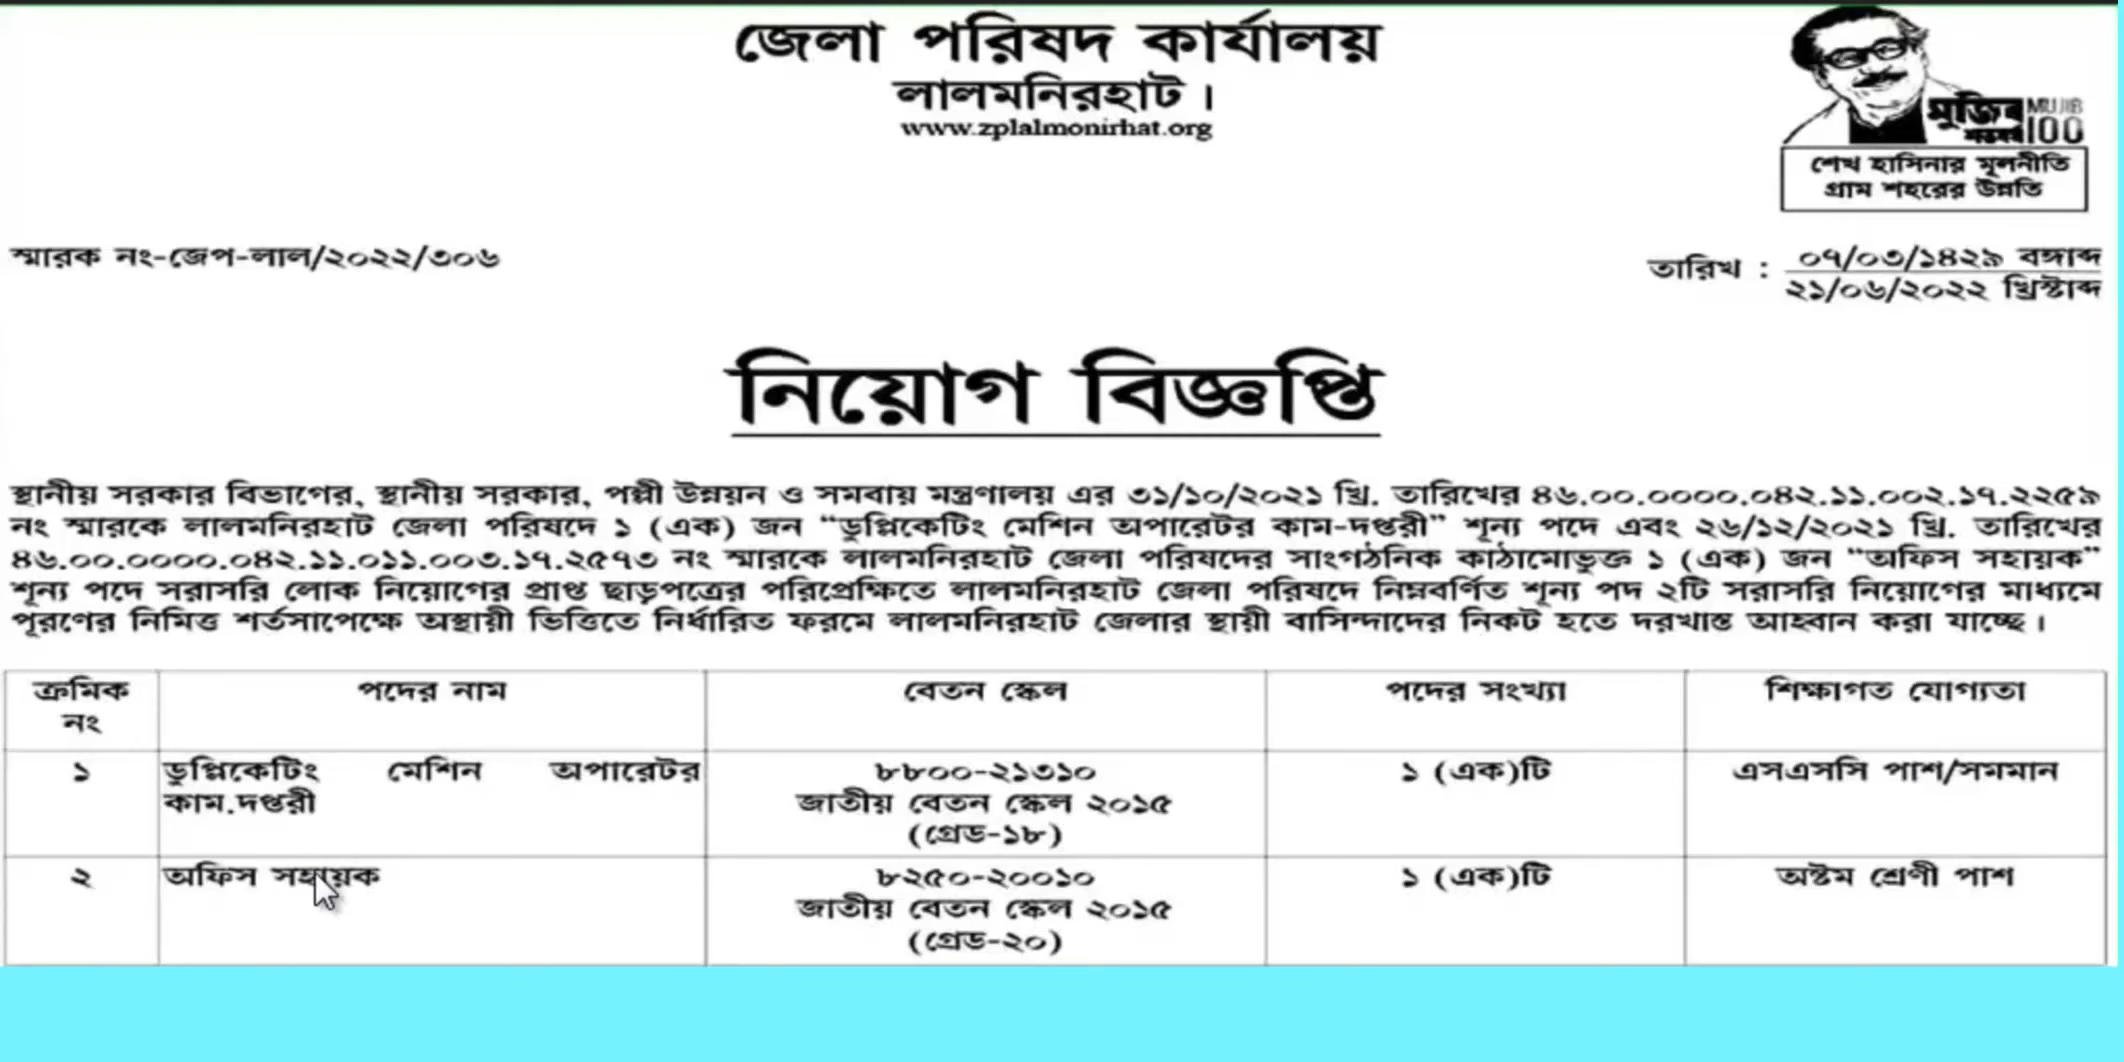 জেলা পরিষদ কার্যালয়
লালমনিরহাট।
www.zplalmonirhat.org
মুজিব MUJIB
শতবর্ষ 100
শেখ হাসিনার মূলনীতি
গ্রাম শহরের উন্নতি
স্মারক নং-জেপ-লাল/২০২২/৩০৬
তারিখ : ০৭/০৩/১৪২৯ বঙ্গাব্দ
২১/০৬/২০২২ খ্রিস্টাব্দ
নিয়োগ বিজ্ঞপ্তি
স্থানীয় সরকার বিভাগের, স্থানীয় সরকার, পল্লী উন্নয়ন ও সমবায় মন্ত্রণালয় এর ৩১/১০/২০২১ খ্রি. তারিখের ৪৬.০০.০০০০.০৪২.১১.০০২.১৭.২২৫৯
নং স্মারকে লালমনিরহাট জেলা পরিষদে ১ (এক) জন “ডুপ্লিকেটিং মেশিন অপারেটর কাম-দপ্তরী” শূন্য পদে এবং ২৬/১২/২০২১ খ্রি. তারিখের
৪৬.০০.০০০০.০৪২.১১.০১১.০০৩.১৭.২৫৭৩ নং স্মারকে লালমনিরহাট জেলা পরিষদের সাংগঠনিক কাঠামোভুক্ত ১ (এক) জন “অফিস সহায়ক”
শূন্য পদে সরাসরি লোক নিয়োগের প্রাপ্ত ছাড়পত্রের পরিপ্রেক্ষিতে লালমনিরহাট জেলা পরিষদে নিম্নবর্ণিত শূন্য পদ ২টি সরাসরি নিয়োগের মাধ্যমে
পূরণের নিমিত্ত শর্তসাপেক্ষে অস্থায়ী ভিত্তিতে নির্ধারিত ফরমে লালমনিরহাট জেলার স্থায়ী বাসিন্দাদের নিকট হতে দরখাস্ত আহ্বান করা যাচ্ছে।
ক্রমিক নং পদের নাম বেতন স্কেল পদের সংখ্যা শিক্ষাগত যোগ্যতা
১ ডুপ্লিকেটিং মেশিন অপারেটর ৮৮০০-২১৩১০ ১ (এক)টি এসএসসি পাশ/সমমান
কাম.দপ্তরী জাতীয় বেতন স্কেল ২০১৫
(গ্রেড-১৮)
২ অফিস সহায়ক ৮২৫০-২০০১০ ১ (এক)টি অষ্টম শ্রেণী পাশ
জাতীয় বেতন স্কেল ২০১৫
(গ্রেড-২০)